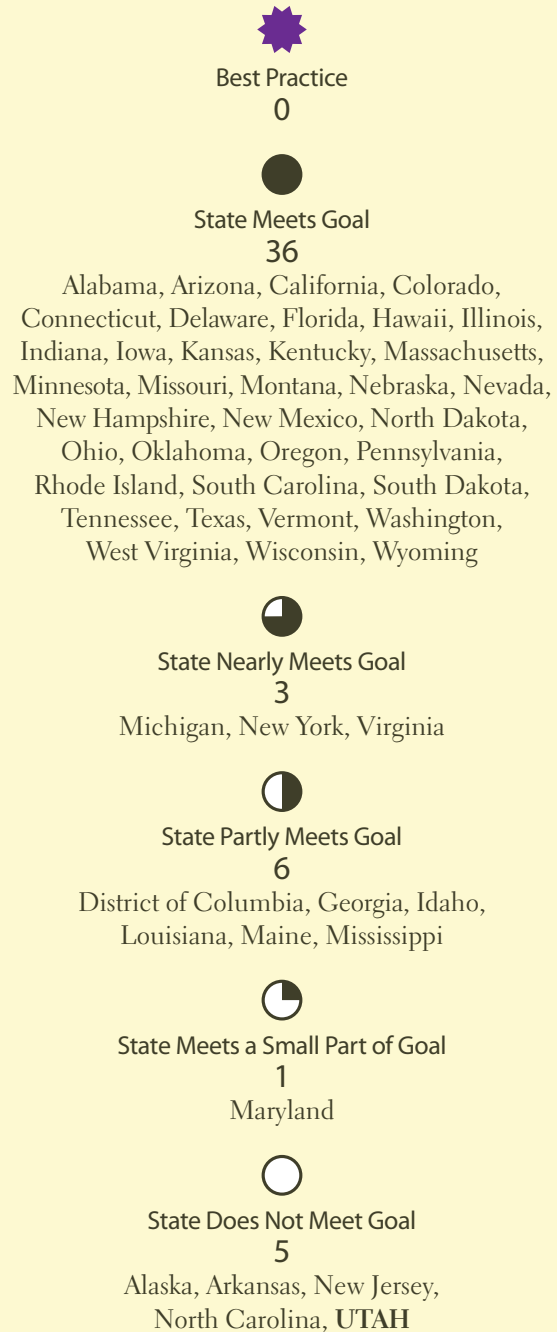 Best Practice
0
State Meets Goal
36
Alabama, Arizona, California, Colorado,
Connecticut, Delaware, Florida, Hawaii, Illinois,
Indiana, Iowa, Kansas, Kentucky, Massachusetts,
Minnesota, Missouri, Montana, Nebraska, Nevada,
New Hampshire, New Mexico, North Dakota,
Ohio, Oklahoma, Oregon, Pennsylvania,
Rhode Island, South Carolina, South Dakota,
Tennessee, Texas, Vermont, Washington,
West Virginia, Wisconsin, Wyoming
State Nearly Meets Goal
3
Michigan, New York, Virginia
State Partly Meets Goal
6
District of Columbia, Georgia, Idaho,
Louisiana, Maine, Mississippi
State Meets a Small Part of Goal
1
Maryland
State Does Not Meet Goal
5
Alaska, Arkansas, New Jersey,
North Carolina, UTAH